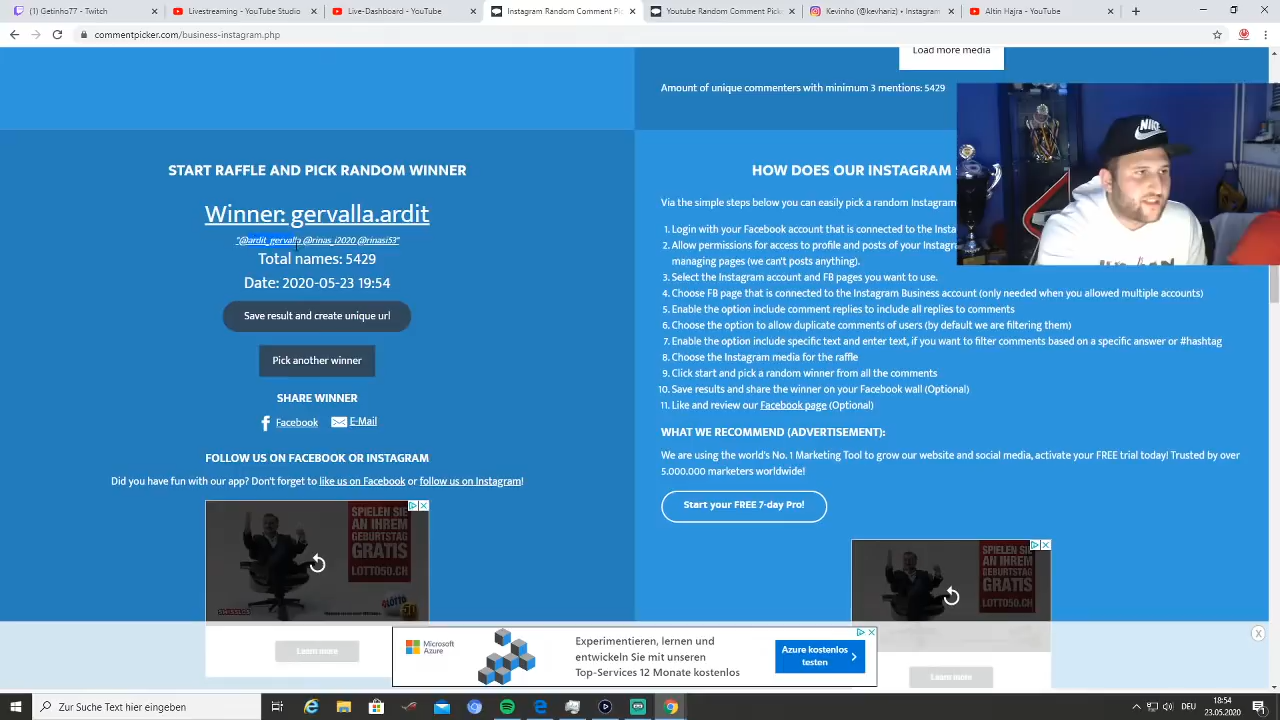 (1) Getinho77 - Twitch
Livestreaming - YouTube Studio
Live-Dashboard - YouTube
Instagram Random Comment Pi
Youtube Random Comment Picke
Kevinho (@kevhariz) • Instagram
Altin Hajra - YouTube
commentpicker.com/business-instagram.php
Load more media
Amount of unique commenters with minimum 3 mentions: 5429
START RAFFLE AND PICK RANDOM WINNER
Winner: gervalla.ardit
"@ardit_gervalla @rinas_i2020 @rinasi53"
Total names: 5429
Date: 2020-05-23 19:54
Save result and create unique url
Pick another winner
SHARE WINNER
Facebook
E-Mail
FOLLOW US ON FACEBOOK OR INSTAGRAM
Did you have fun with our app? Don't forget to like us on Facebook or follow us on Instagram!
SPIELEN SIE
AN IHREM
GEBURTSTAG
GRATIS
LOTTO50.CH
Learn more
HOW DOES OUR INSTAGRAM
Via the simple steps below you can easily pick a random Instagram
1. Login with your Facebook account that is connected to the Insta
2. Allow permissions for access to profile and posts of your Instagr
managing pages (we can't posts anything).
3. Select the Instagram account and FB pages you want to use.
4. Choose FB page that is connected to the Instagram Business account (only needed when you allowed multiple accounts)
5. Enable the option include comment replies to include all replies to comments
6. Choose the option to allow duplicate comments of users (by default we are filtering them)
7. Enable the option include specific text and enter text, if you want to filter comments based on a specific answer or #hashtag
8. Choose the Instagram media for the raffle
9. Click start and pick a random winner from all the comments
10. Save results and share the winner on your Facebook wall (Optional)
11. Like and review our Facebook page (Optional)
WHAT WE RECOMMEND (ADVERTISEMENT):
We are using the world's No. 1 Marketing Tool to grow our website and social media, activate your FREE trial today! Trusted by over
5.000.000 marketers worldwide!
Start your FREE 7-day Pro!
SPIELEN SIE
AN IHREM
GEBURTSTAG
GRATIS
LOTTO50.CH
Learn more
NIKE
Microsoft
Azure
Experimentieren, lernen und
entwickeln Sie mit unseren
Top-Services 12 Monate kostenlos
Azure kostenlos
testen
Zur Suche Text hier eingeben
18:54
23.05.2020